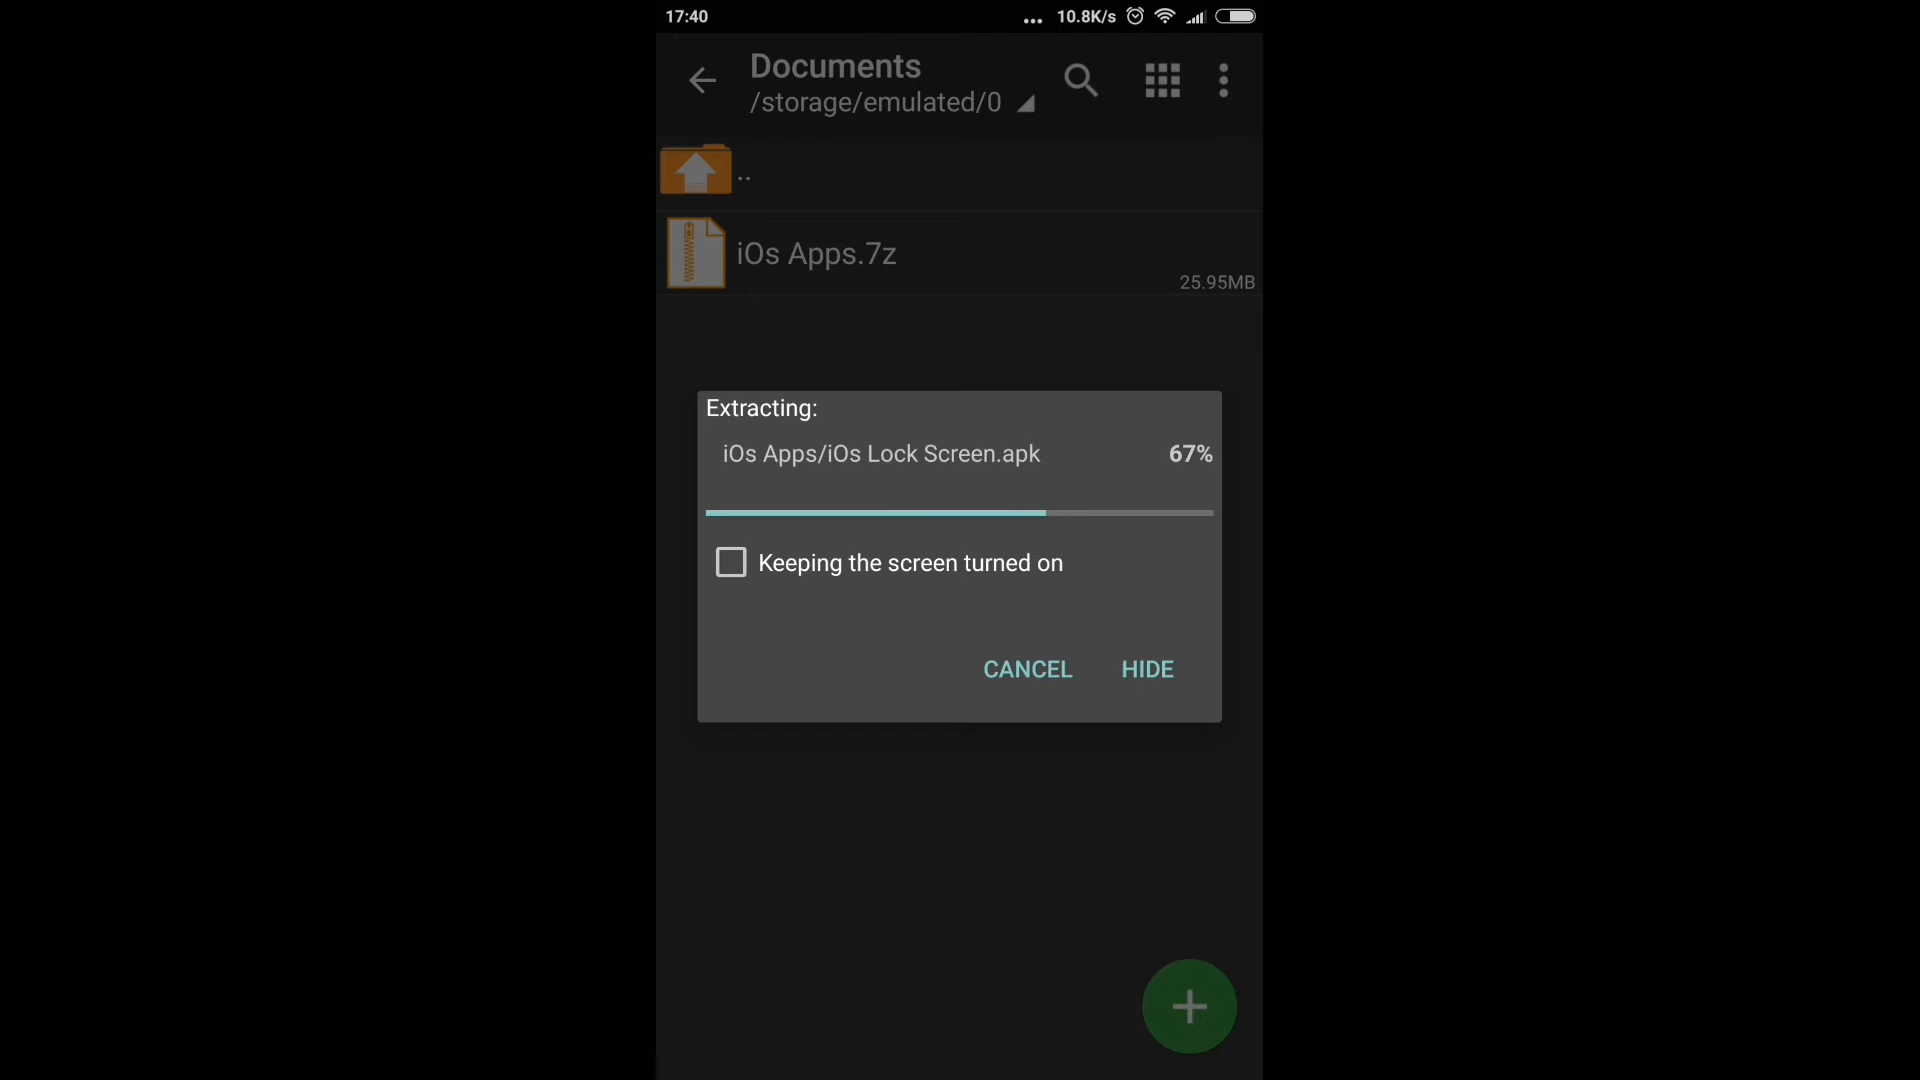 17:40
... 10.8K/s
Documents
/storage/emulated/0
..
iOs Apps.7z
25.95MB
Extracting:
iOs Apps/iOs Lock Screen.apk 67%
Keeping the screen turned on
CANCEL HIDE